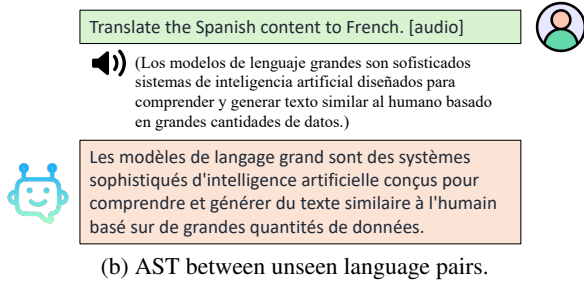 Translate the Spanish content to French. [audio]
(Los modelos de lenguaje grandes son sofisticados
sistemas de inteligencia artificial diseñados para
comprender y generar texto similar al humano basado
en grandes cantidades de datos.)
Les modèles de langage grand sont des systèmes
sophistiqués d'intelligence artificielle conçus pour
comprendre et générer du texte similaire à l'humain
basé sur de grandes quantités de données.
(b) AST between unseen language pairs.